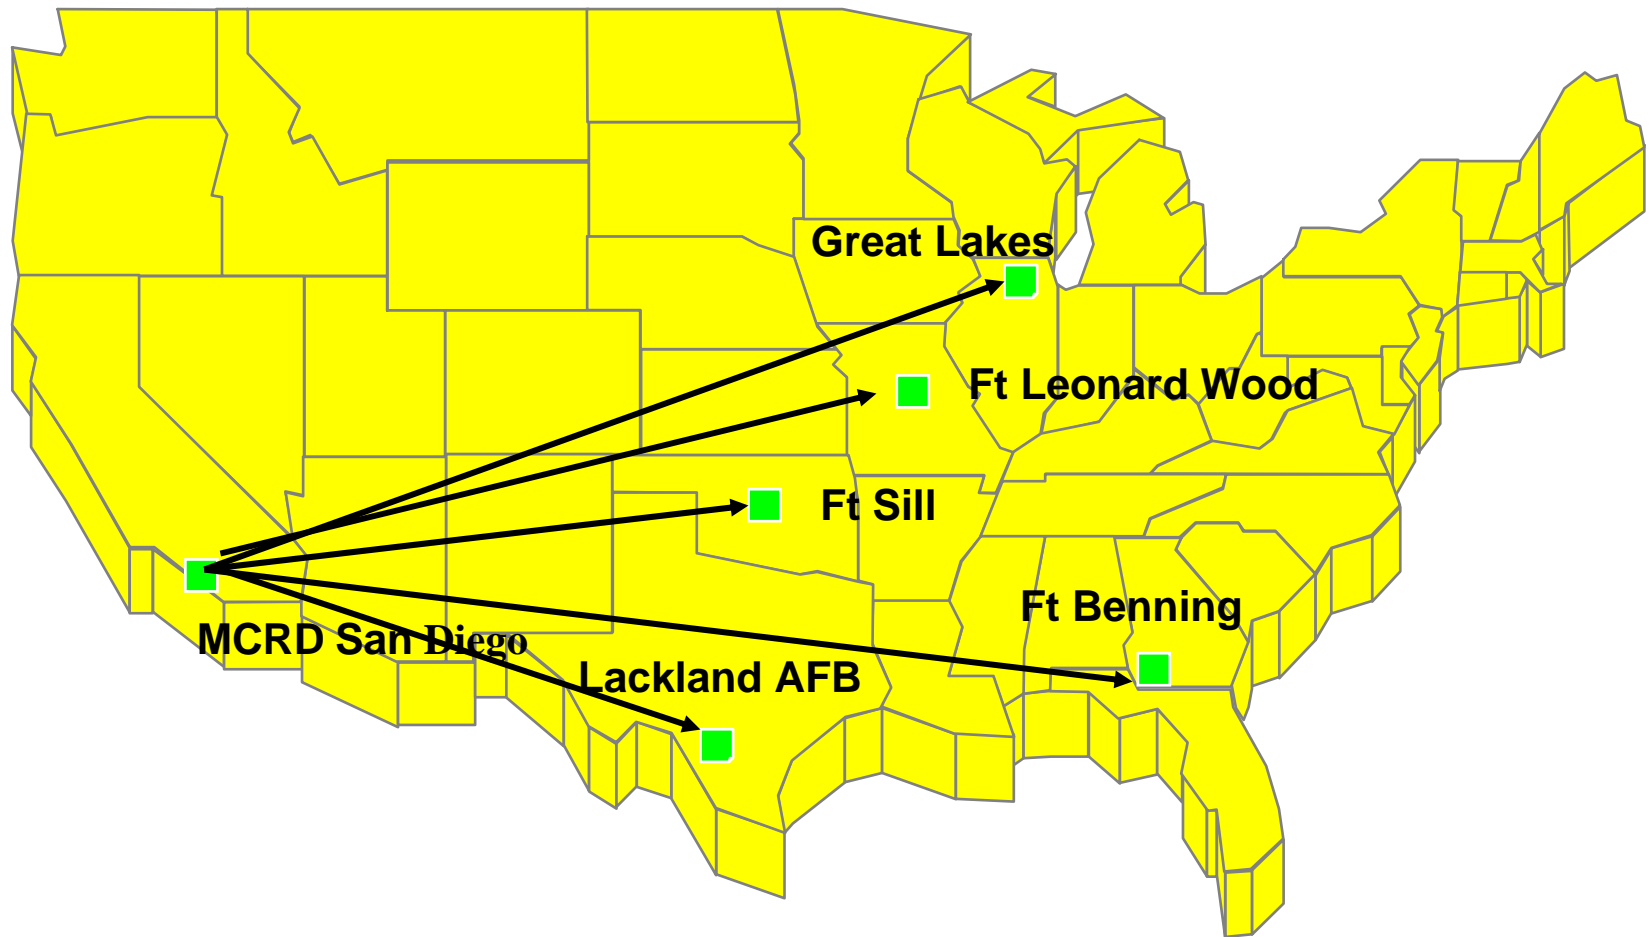 Great Lakes
Ft Leonard Wood
Ft Sill
Ft Benning
MCRD San Diego
Lackland AFB